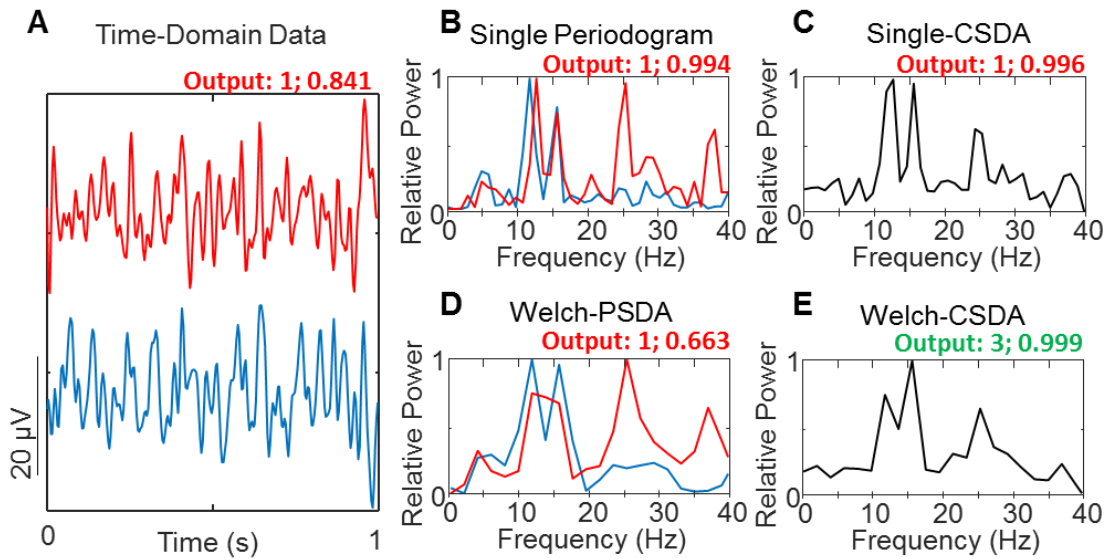 A
Time-Domain Data
Output: 1; 0.841
20 µV
0
Time (s)
1
B
Single Periodogram
Output: 1; 0.994
Relative Power
1
0
0
10
20
30
40
Frequency (Hz)
C
Single-CSDA
Output: 1; 0.996
Relative Power
1
0
0
10
20
30
40
Frequency (Hz)
D
Welch-PSDA
Output: 1; 0.663
Relative Power
1
0
0
10
20
30
40
Frequency (Hz)
E
Welch-CSDA
Output: 3; 0.999
Relative Power
1
0
0
10
20
30
40
Frequency (Hz)